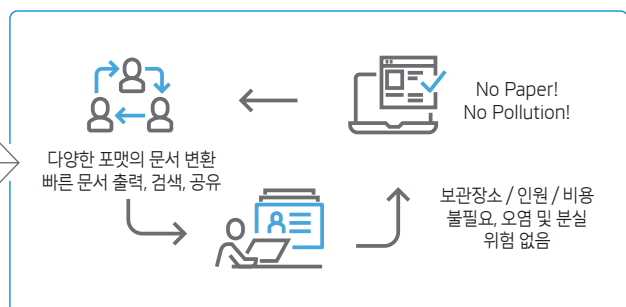 No Paper!
No Pollution!
다양한 포맷의 문서 변환
빠른 문서 출력, 검색, 공유
보관장소 / 인원 / 비용
불필요, 오염 및 분실
위험 없음